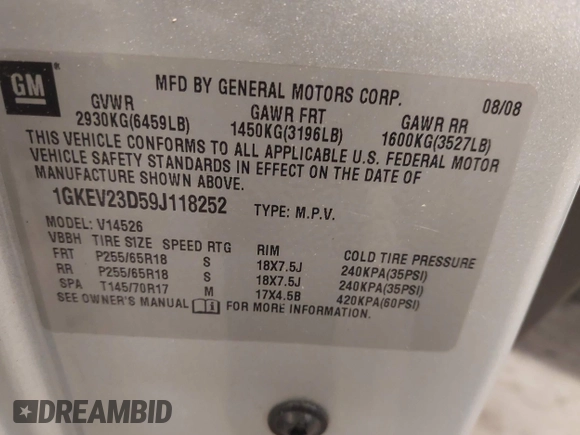 GM ®
MFD BY GENERAL MOTORS CORP. 08/08
GVWR GAWR FRT GAWR RR
2930KG(6459LB) 1450KG(3196LB) 1600KG(3527LB)
THIS VEHICLE CONFORMS TO ALL APPLICABLE U.S. FEDERAL MOTOR
VEHICLE SAFETY STANDARDS IN EFFECT ON THE DATE OF
MANUFACTURE SHOWN ABOVE.
1GKEV23D59J118252 TYPE: M.P.V.
MODEL: V14526
VBBH TIRE SIZE SPEED RTG RIM COLD TIRE PRESSURE
FRT P255/65R18 S 18X7.5J 240KPA(35PSI)
RR P255/65R18 S 18X7.5J 240KPA(35PSI)
SPA T145/70R17 M 17X4.5B 420KPA(60PSI)
SEE OWNER'S MANUAL FOR MORE INFORMATION.
DREAMBID